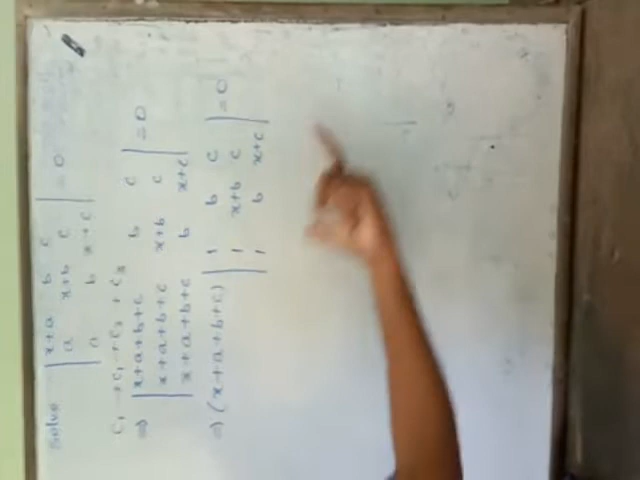 Solve
| x+a b c |
| a x+b c | = 0
| a b x+c |
C₁ → C₁ + C₂ + C₃
⇒ | x+a+b+c b c |
| x+a+b+c x+b c | = 0
| x+a+b+c b x+c |
⇒ (x+a+b+c) | 1 b c |
| 1 x+b c | = 0
| 1 b x+c |